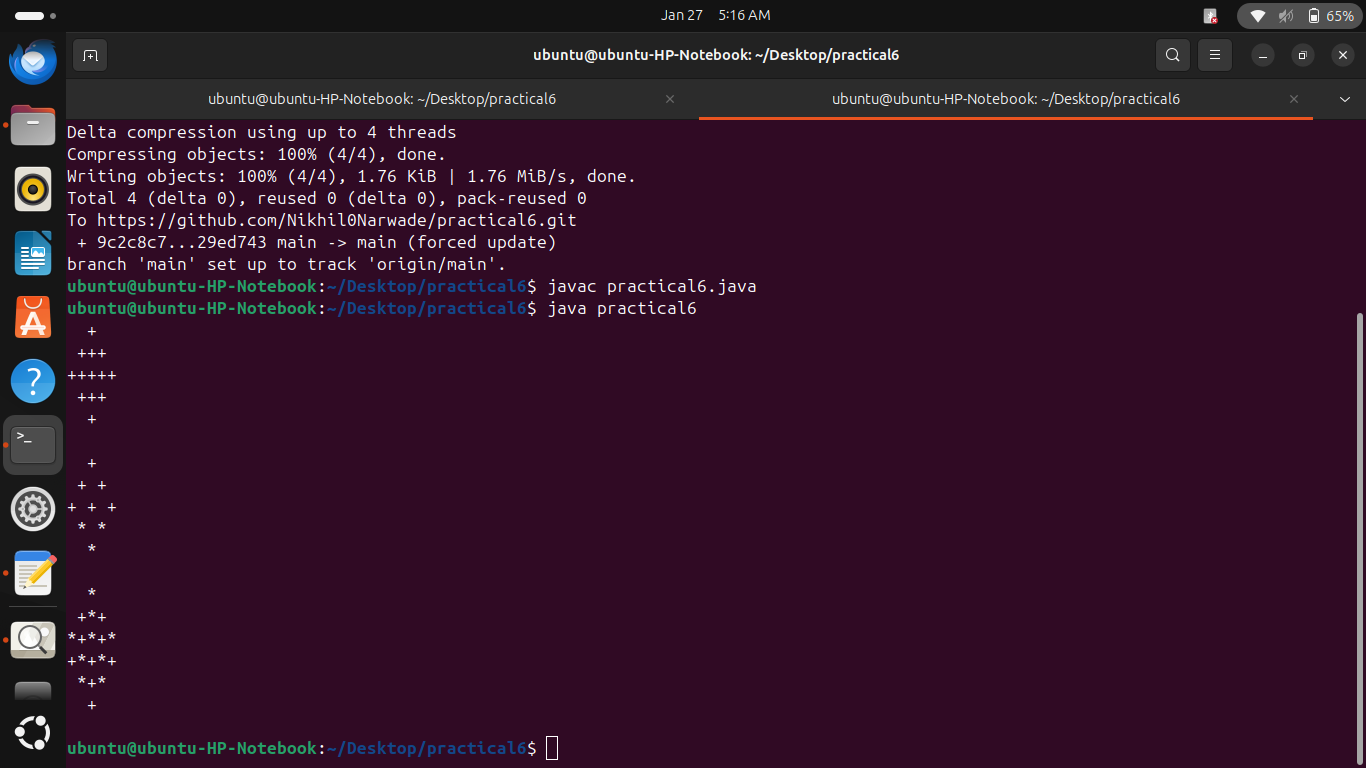 Jan 27 5:16 AM
65%
ubuntu@ubuntu-HP-Notebook: ~/Desktop/practical6
ubuntu@ubuntu-HP-Notebook: ~/Desktop/practical6
ubuntu@ubuntu-HP-Notebook: ~/Desktop/practical6
Delta compression using up to 4 threads
Compressing objects: 100% (4/4), done.
Writing objects: 100% (4/4), 1.76 KiB | 1.76 MiB/s, done.
Total 4 (delta 0), reused 0 (delta 0), pack-reused 0
To https://github.com/Nikhil0Narwade/practical6.git
 + 9c2c8c7...29ed743 main -> main (forced update)
branch 'main' set up to track 'origin/main'.
ubuntu@ubuntu-HP-Notebook:~/Desktop/practical6$ javac practical6.java
ubuntu@ubuntu-HP-Notebook:~/Desktop/practical6$ java practical6
  +
 +++
+++++
 +++
  +

  +
 + +
+ + +
 * *
  *

  *
 +*+
*+*+*
+*+*+
 *+*
  +

ubuntu@ubuntu-HP-Notebook:~/Desktop/practical6$